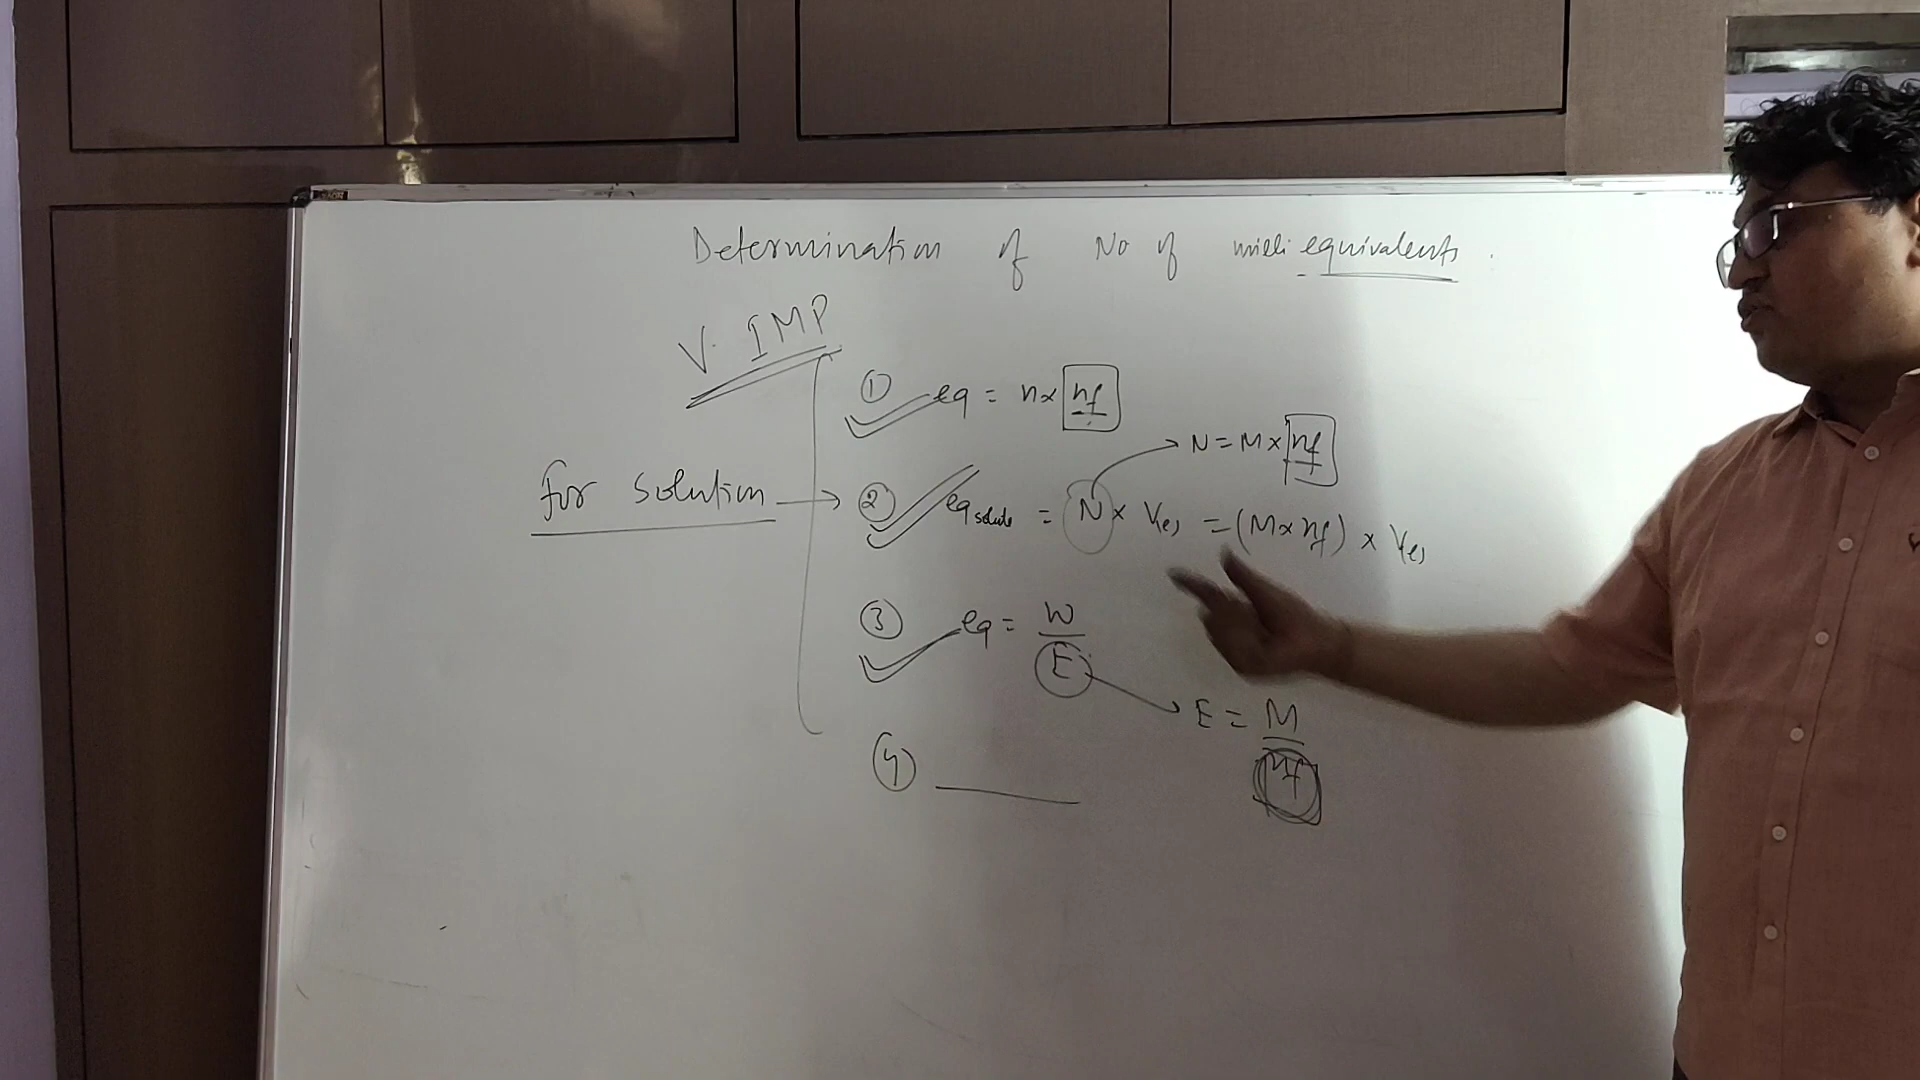 Determination of No of milli equivalents.
V. IMP
① eq = n× nf
N = M × nf
for solution → ② eq solute = N × V(l) = (M × nf) × V(l)
③ eq = W/E
E = M/nf
④